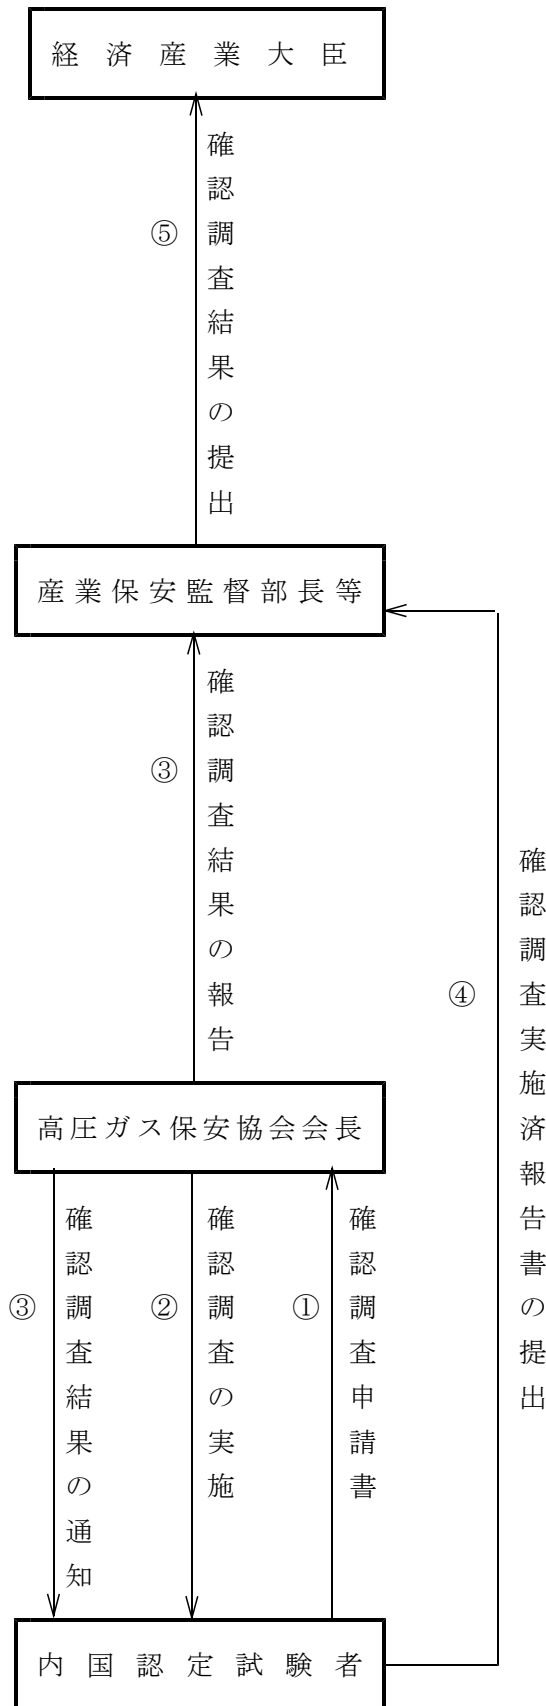 経済産業大臣
⑤
確認調査結果の提出
産業保安監督部長等
③
確認調査結果の報告
④
確認調査実施済報告書の提出
高圧ガス保安協会会長
③
確認調査結果の通知
②
確認調査の実施
①
確認調査申請書
内国認定試験者